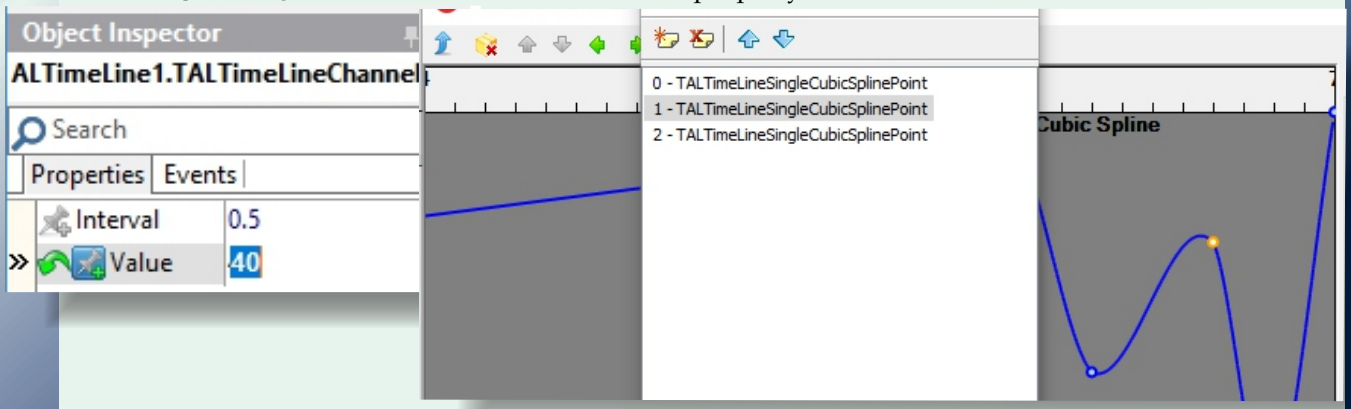 Object Inspector
ALTimeLine1.TALTimeLineChannel
Search
Properties Events
Interval 0.5
» Value 40
0 - TALTimeLineSingleCubicSplinePoint
1 - TALTimeLineSingleCubicSplinePoint
2 - TALTimeLineSingleCubicSplinePoint
7
Cubic Spline